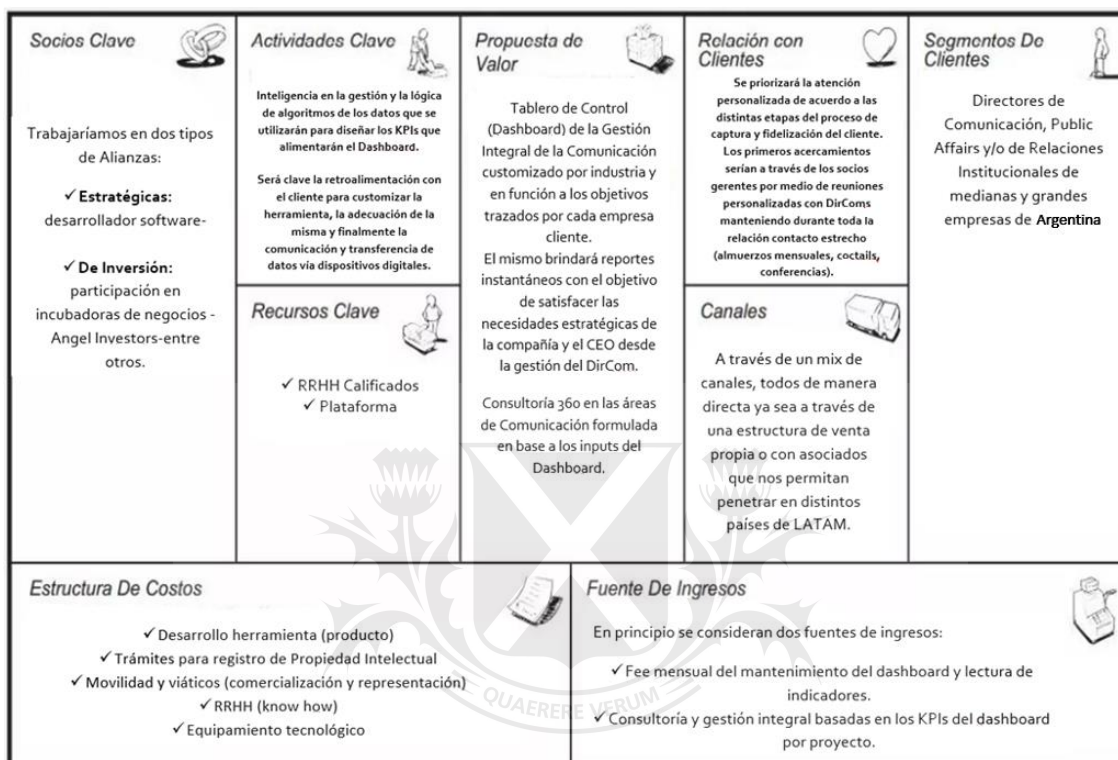 Socios Clave
Trabajaríamos en dos tipos
de Alianzas:
✓ Estratégicas:
desarrollador software-
✓ De Inversión:
participación en
incubadoras de negocios -
Angel Investors-entre
otros.
Actividades Clave
Inteligencia en la gestión y la lógica
de algoritmos de los datos que se
utilizarán para diseñar los KPIs que
alimentarán el Dashboard.
Será clave la retroalimentación con
el cliente para customizar la
herramienta, la adecuación de la
misma y finalmente la
comunicación y transferencia de
datos vía dispositivos digitales.
Recursos Clave
✓ RRHH Calificados
✓ Plataforma
Propuesta de
Valor
Tablero de Control
(Dashboard) de la Gestión
Integral de la Comunicación
customizado por industria y
en función a los objetivos
trazados por cada empresa
cliente.
El mismo brindará reportes
instantáneos con el objetivo
de satisfacer las
necesidades estratégicas de
la compañía y el CEO desde
la gestión del DirCom.
Consultoría 360 en las áreas
de Comunicación formulada
en base a los inputs del
Dashboard.
Relación con
Clientes
Se priorizará la atención
personalizada de acuerdo a las
distintas etapas del proceso de
captura y fidelización del cliente.
Los primeros acercamientos
serían a través de los socios
gerentes por medio de reuniones
personalizadas con DirComs
manteniendo durante toda la
relación contacto estrecho
(almuerzos mensuales, coctails,
conferencias).
Canales
A través de un mix de
canales, todos de manera
directa ya sea a través de
una estructura de venta
propia o con asociados
que nos permitan
penetrar en distintos
países de LATAM.
Segmentos De
Clientes
Directores de
Comunicación, Public
Affairs y/o de Relaciones
Institucionales de
medianas y grandes
empresas de Argentina
Estructura De Costos
✓ Desarrollo herramienta (producto)
✓ Trámites para registro de Propiedad Intelectual
✓ Movilidad y viáticos (comercialización y representación)
✓ RRHH (know how)
✓ Equipamiento tecnológico
Fuente De Ingresos
En principio se consideran dos fuentes de ingresos:
✓ Fee mensual del mantenimiento del dashboard y lectura de
indicadores.
✓ Consultoría y gestión integral basadas en los KPIs del dashboard
por proyecto.
QUAERERE VERUM